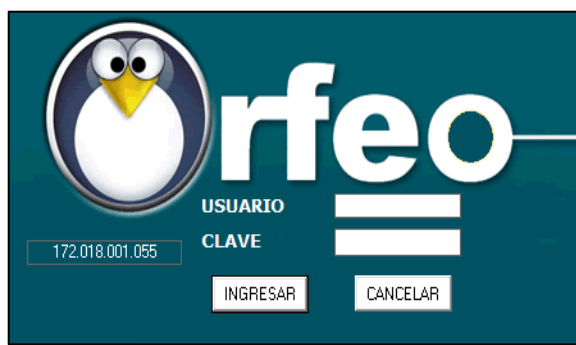 Orfeo
USUARIO
CLAVE
172.018.001.055
INGRESAR CANCELAR